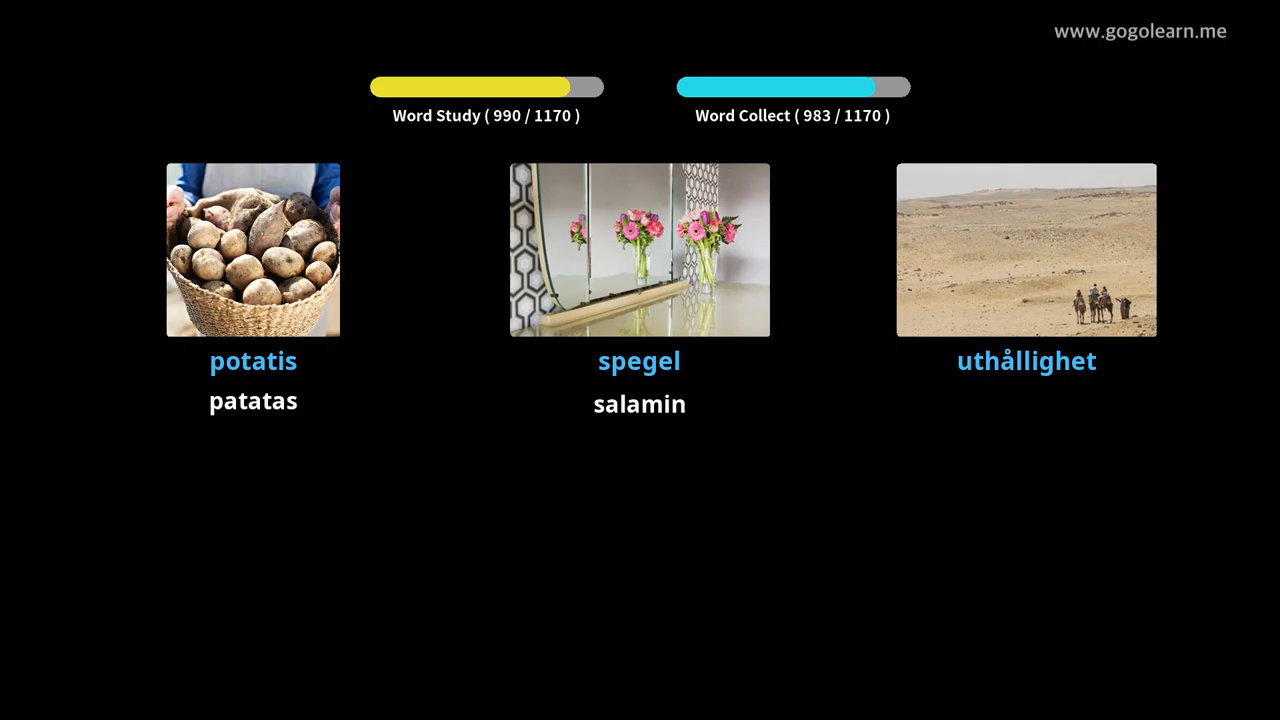 www.gogolearn.me
Word Study ( 990 / 1170 )
Word Collect ( 983 / 1170 )
potatis
patatas
spegel
salamin
uthållighet